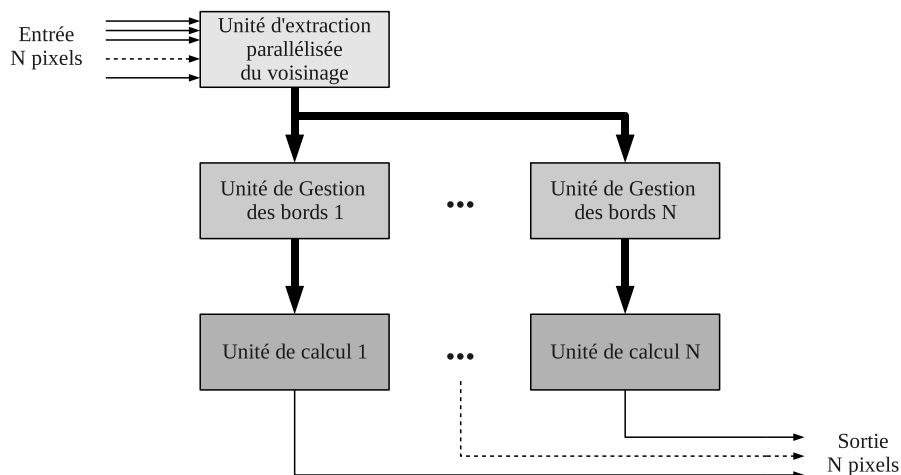 Entrée
N pixels
Unité d'extraction
parallélisée
du voisinage
Unité de Gestion
des bords 1
...
Unité de Gestion
des bords N
Unité de calcul 1
...
Unité de calcul N
Sortie
N pixels